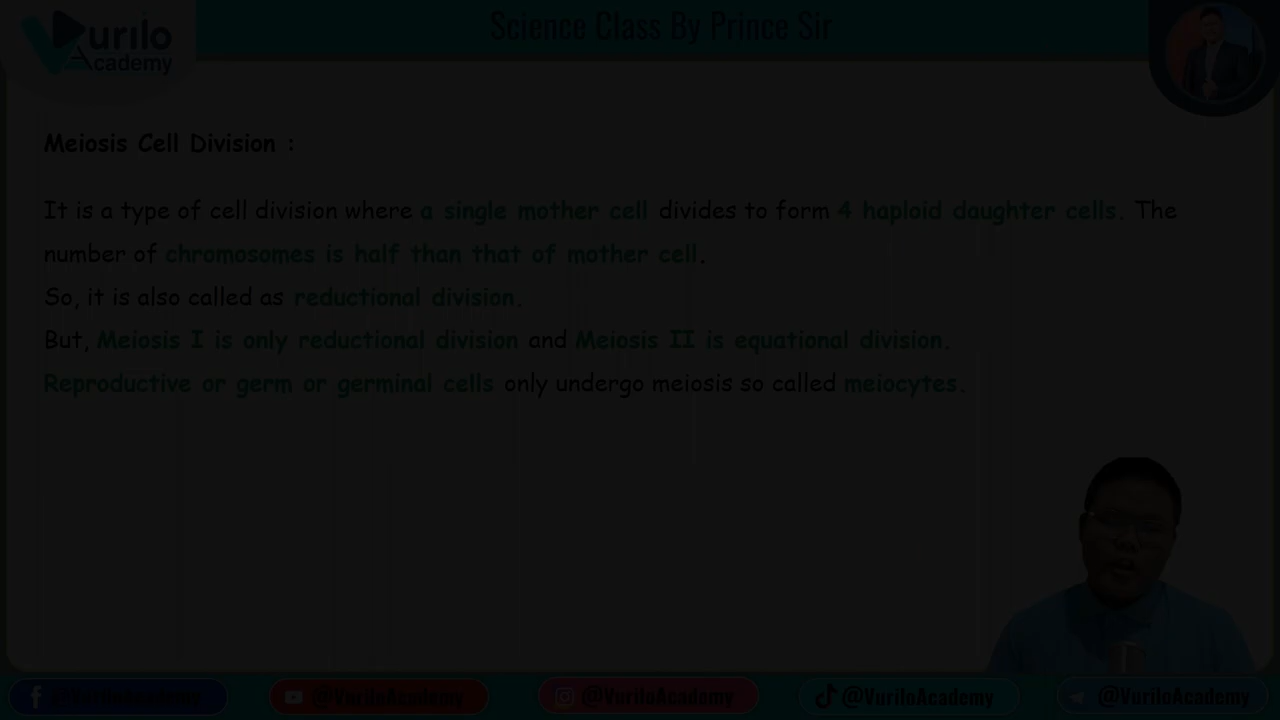 Vurilo
Academy
Science Class By Prince Sir
Meiosis Cell Division :
It is a type of cell division where a single mother cell divides to form 4 haploid daughter cells. The
number of chromosomes is half than that of mother cell.
So, it is also called as reductional division.
But, Meiosis I is only reductional division and Meiosis II is equational division.
Reproductive or germ or germinal cells only undergo meiosis so called meiocytes.
@VuriloAcademy
@VuriloAcademy
@VuriloAcademy
@VuriloAcademy
@VuriloAcademy